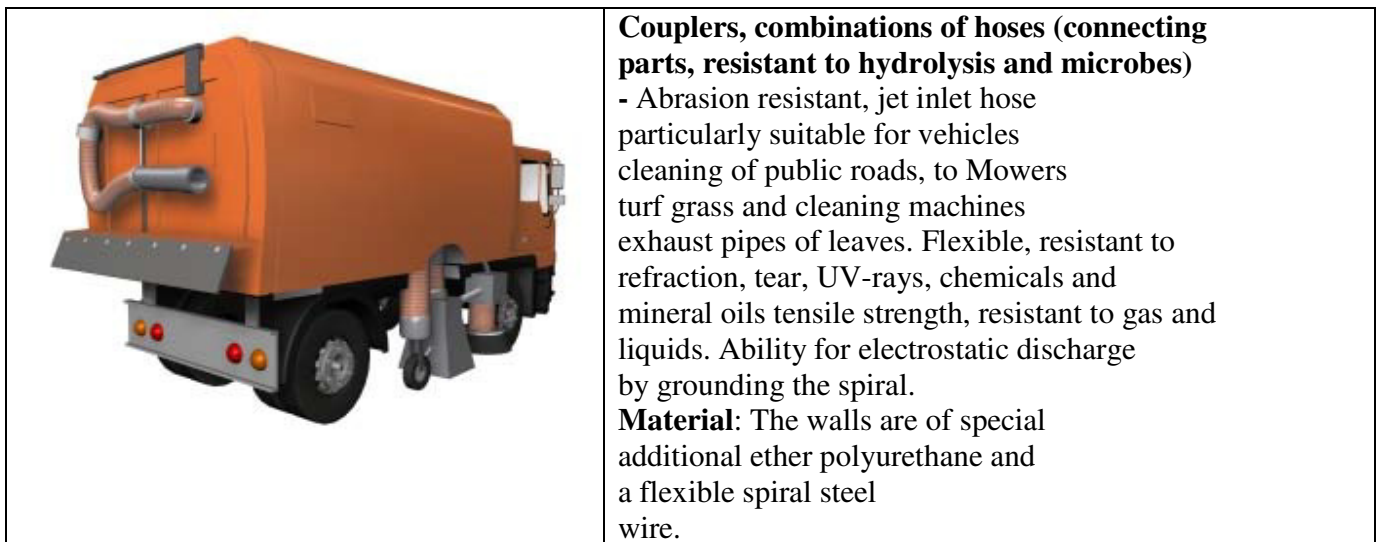 Couplers, combinations of hoses (connecting
parts, resistant to hydrolysis and microbes)
- Abrasion resistant, jet inlet hose
particularly suitable for vehicles
cleaning of public roads, to Mowers
turf grass and cleaning machines
exhaust pipes of leaves. Flexible, resistant to
refraction, tear, UV-rays, chemicals and
mineral oils tensile strength, resistant to gas and
liquids. Ability for electrostatic discharge
by grounding the spiral.
Material: The walls are of special
additional ether polyurethane and
a flexible spiral steel
wire.